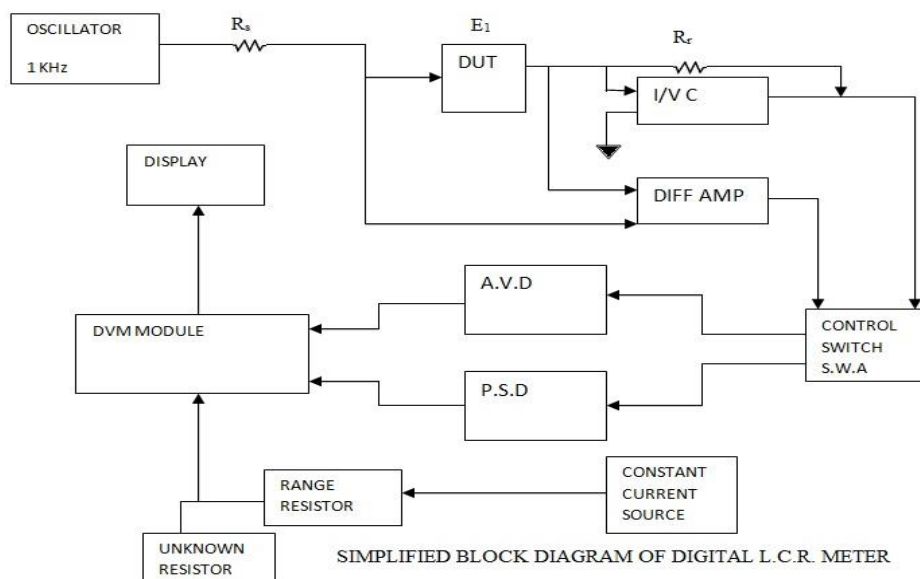 OSCILLATOR
1 KHz
Rs
E1
DUT
Rr
I/V C
DISPLAY
DIFF AMP
A.V.D
DVM MODULE
CONTROL
SWITCH
S.W.A
P.S.D
RANGE
RESISTOR
CONSTANT
CURRENT
SOURCE
UNKNOWN
RESISTOR
SIMPLIFIED BLOCK DIAGRAM OF DIGITAL L.C.R. METER